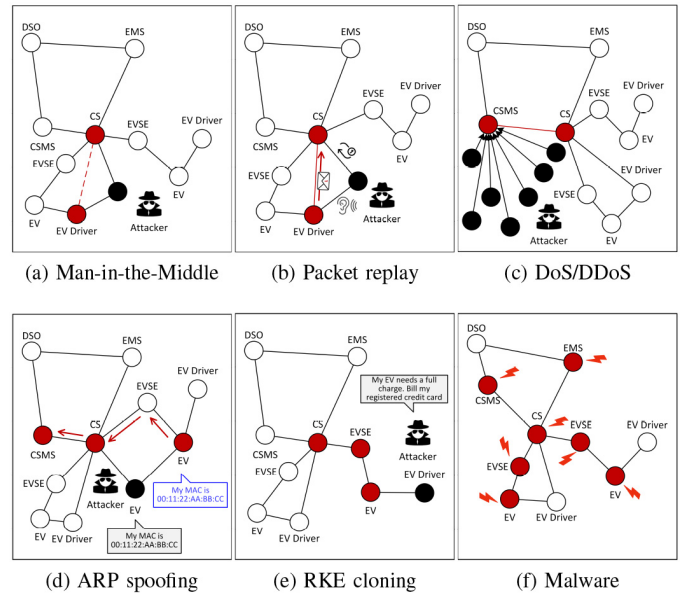 DSO
EMS
CS
EVSE
EV Driver
CSMS
EVSE
EV
EV
EV Driver
Attacker
(a) Man-in-the-Middle
DSO
EMS
CS
EVSE
EV Driver
CSMS
EVSE
EV
EV
EV Driver
Attacker
(b) Packet replay
DSO
EMS
CSMS
CS
EVSE
EV Driver
EV
EV Driver
EVSE
EV
Attacker
(c) DoS/DDoS
DSO
EMS
EV Driver
EVSE
CS
CSMS
EV
EVSE
Attacker
EV
My MAC is
00:11:22:AA:BB:CC
EV
EV Driver
My MAC is
00:11:22:AA:BB:CC
(d) ARP spoofing
DSO
EMS
My EV needs a full
charge. Bill my
registered credit card
CS
EVSE
CSMS
Attacker
EVSE
EV Driver
EV
EV
EV Driver
(e) RKE cloning
DSO
EMS
CSMS
CS
EVSE
EV Driver
EVSE
EV
EV
EV Driver
(f) Malware